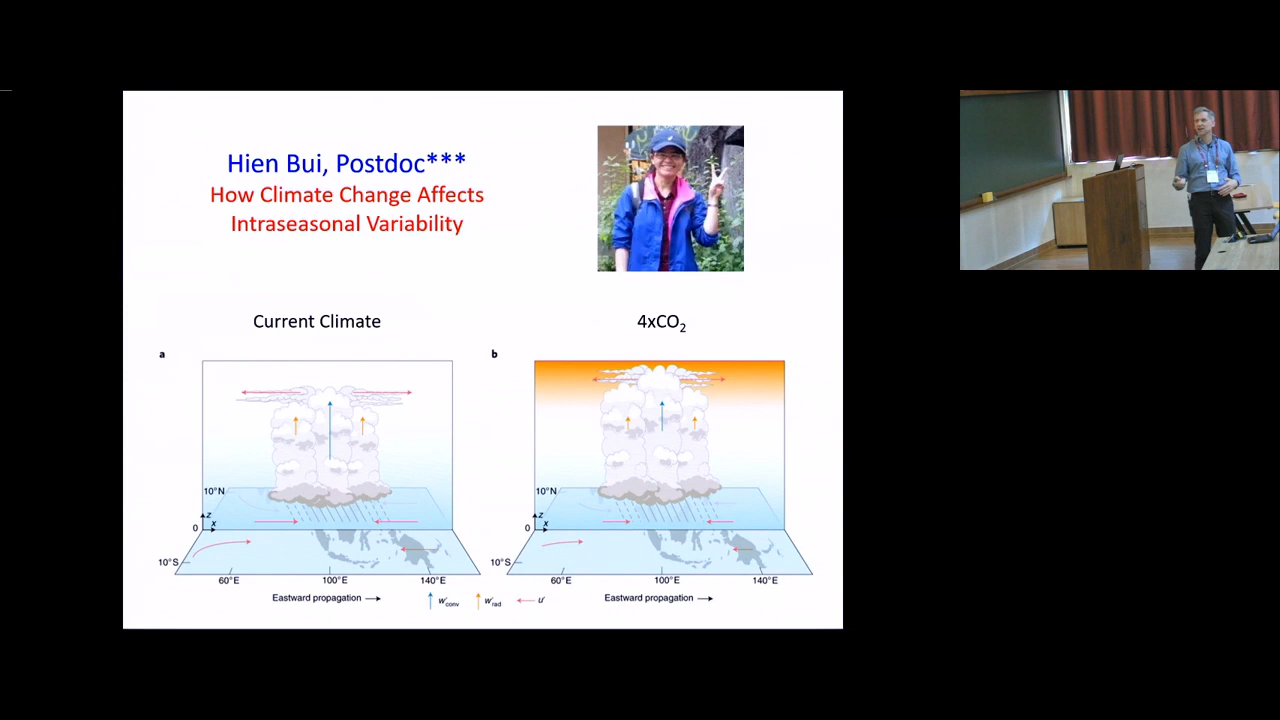 Hien Bui, Postdoc***
How Climate Change Affects
Intraseasonal Variability
Current Climate
4xCO₂
a
b
10°N
0
z
x
10°S
60°E
100°E
140°E
Eastward propagation
10°N
0
z
x
10°S
60°E
100°E
140°E
Eastward propagation
w'conv
w'rad
u'